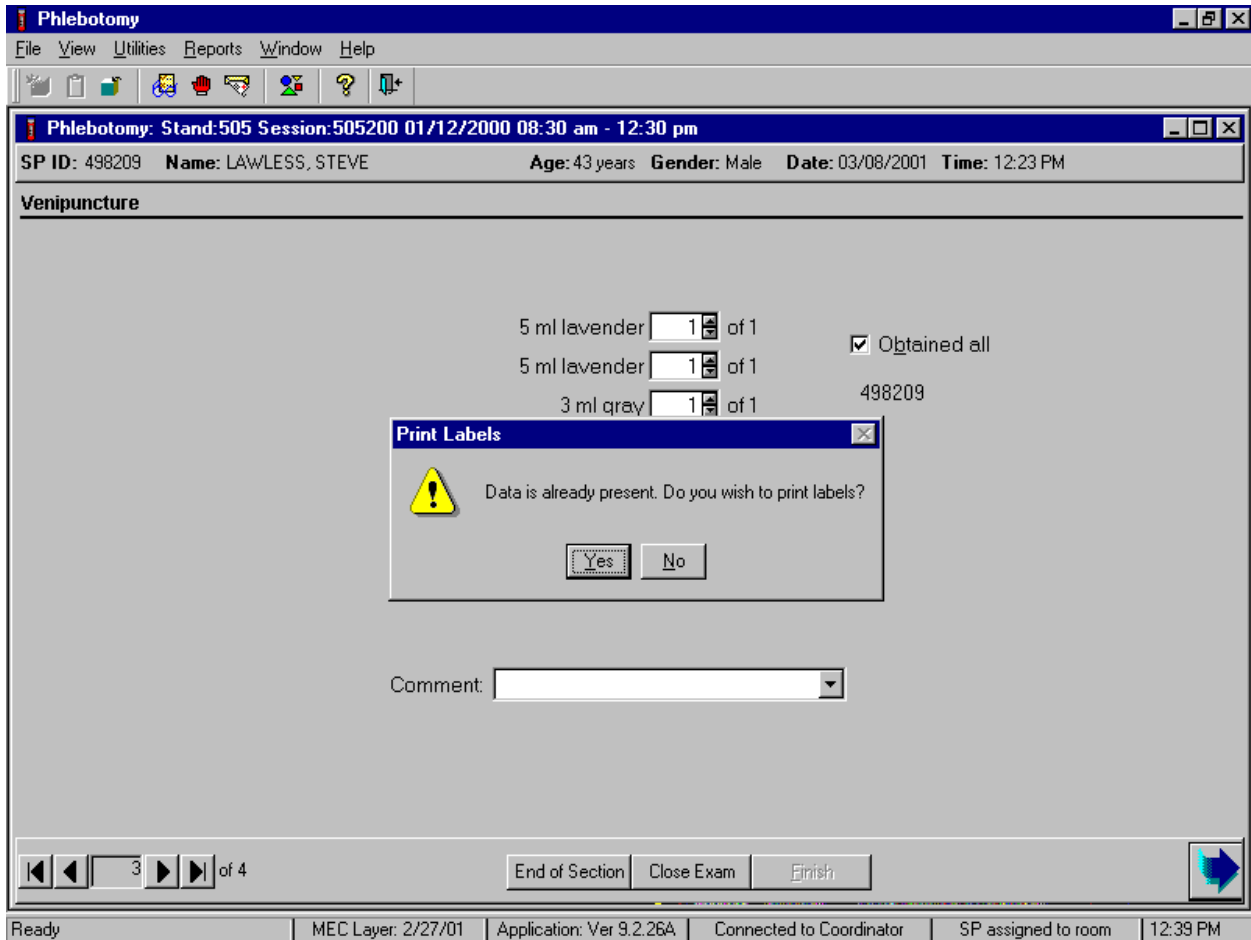 Phlebotomy
File View Utilities Reports Window Help
Phlebotomy: Stand:505 Session:505200 01/12/2000 08:30 am - 12:30 pm
SP ID: 498209 Name: LAWLESS, STEVE Age: 43 years Gender: Male Date: 03/08/2001 Time: 12:23 PM
Venipuncture
5 ml lavender 1 of 1
Obtained all
5 ml lavender 1 of 1
498209
3 ml gray 1 of 1
Print Labels
Data is already present. Do you wish to print labels?
Yes No
Comment:
3 of 4 End of Section Close Exam Finish
Ready MEC Layer: 2/27/01 Application: Ver 9.2.26A Connected to Coordinator SP assigned to room 12:39 PM